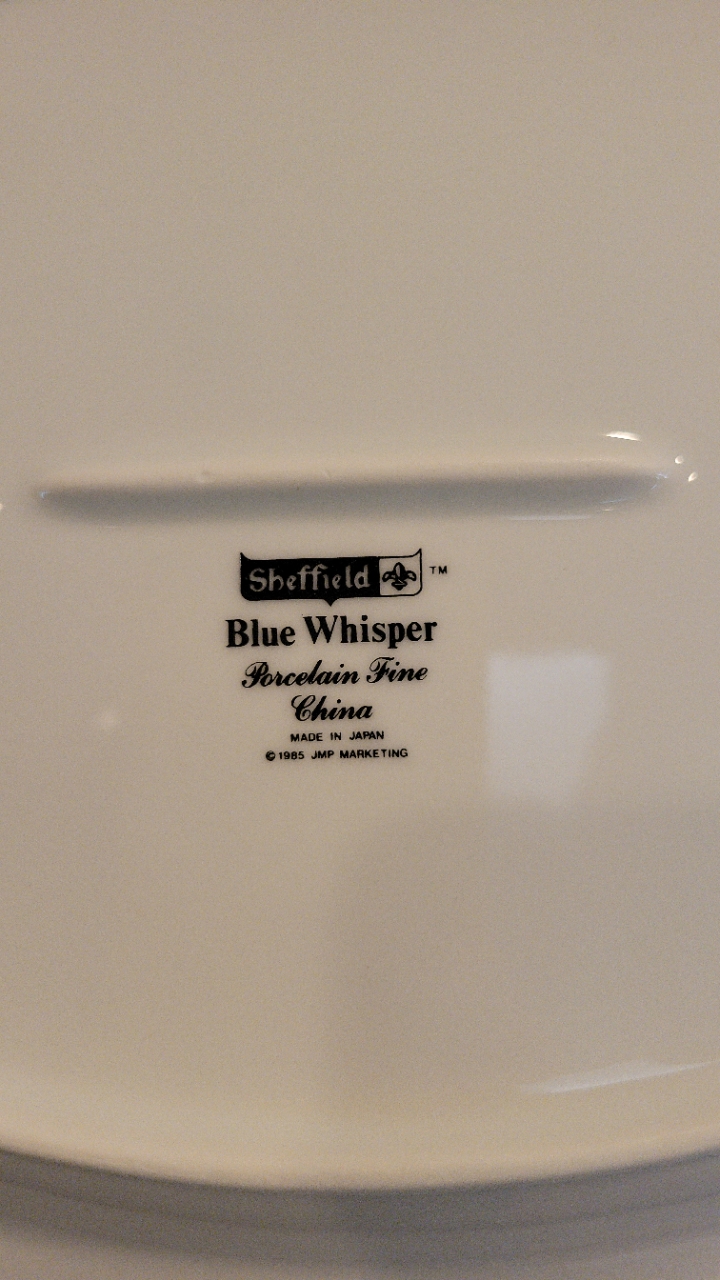 Sheffield TM
Blue Whisper
Porcelain Fine
China
MADE IN JAPAN
© 1985 JMP MARKETING